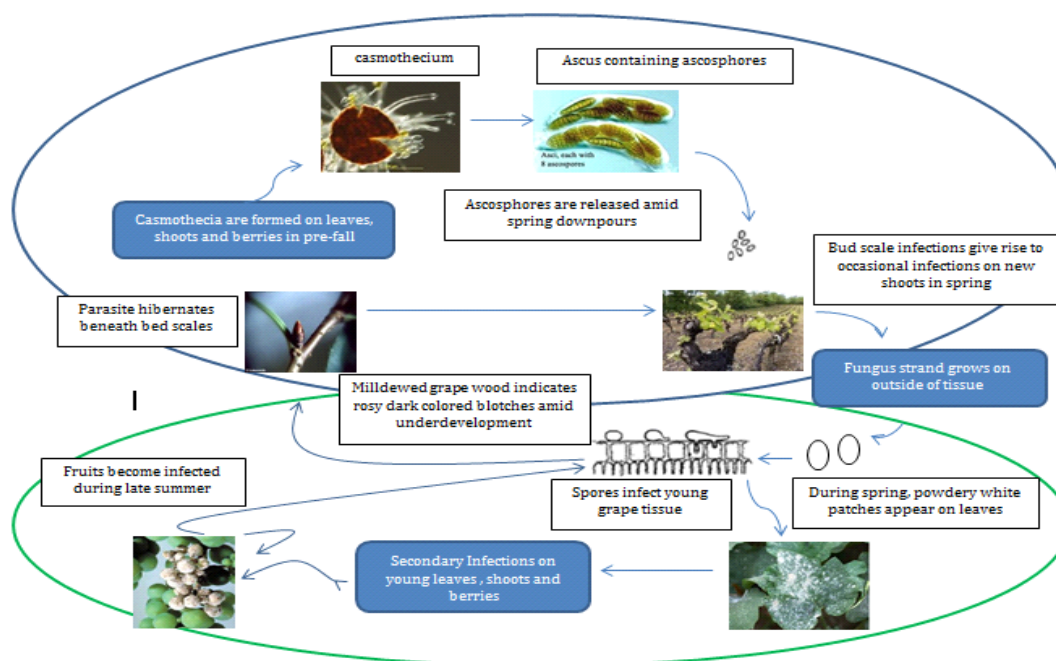 casmothecium
Ascus containing ascosphores
Asci, each with
8 ascospores
Casmothecia are formed on leaves,
shoots and berries in pre-fall
Ascosphores are released amid
spring downpours
Bud scale infections give rise to
occasional infections on new
shoots in spring
Parasite hibernates
beneath bed scales
Fungus strand grows on
outside of tissue
Milldewed grape wood indicates
rosy dark colored blotches amid
underdevelopment
I
Fruits become infected
during late summer
Spores infect young
grape tissue
During spring, powdery white
patches appear on leaves
Secondary Infections on
young leaves , shoots and
berries